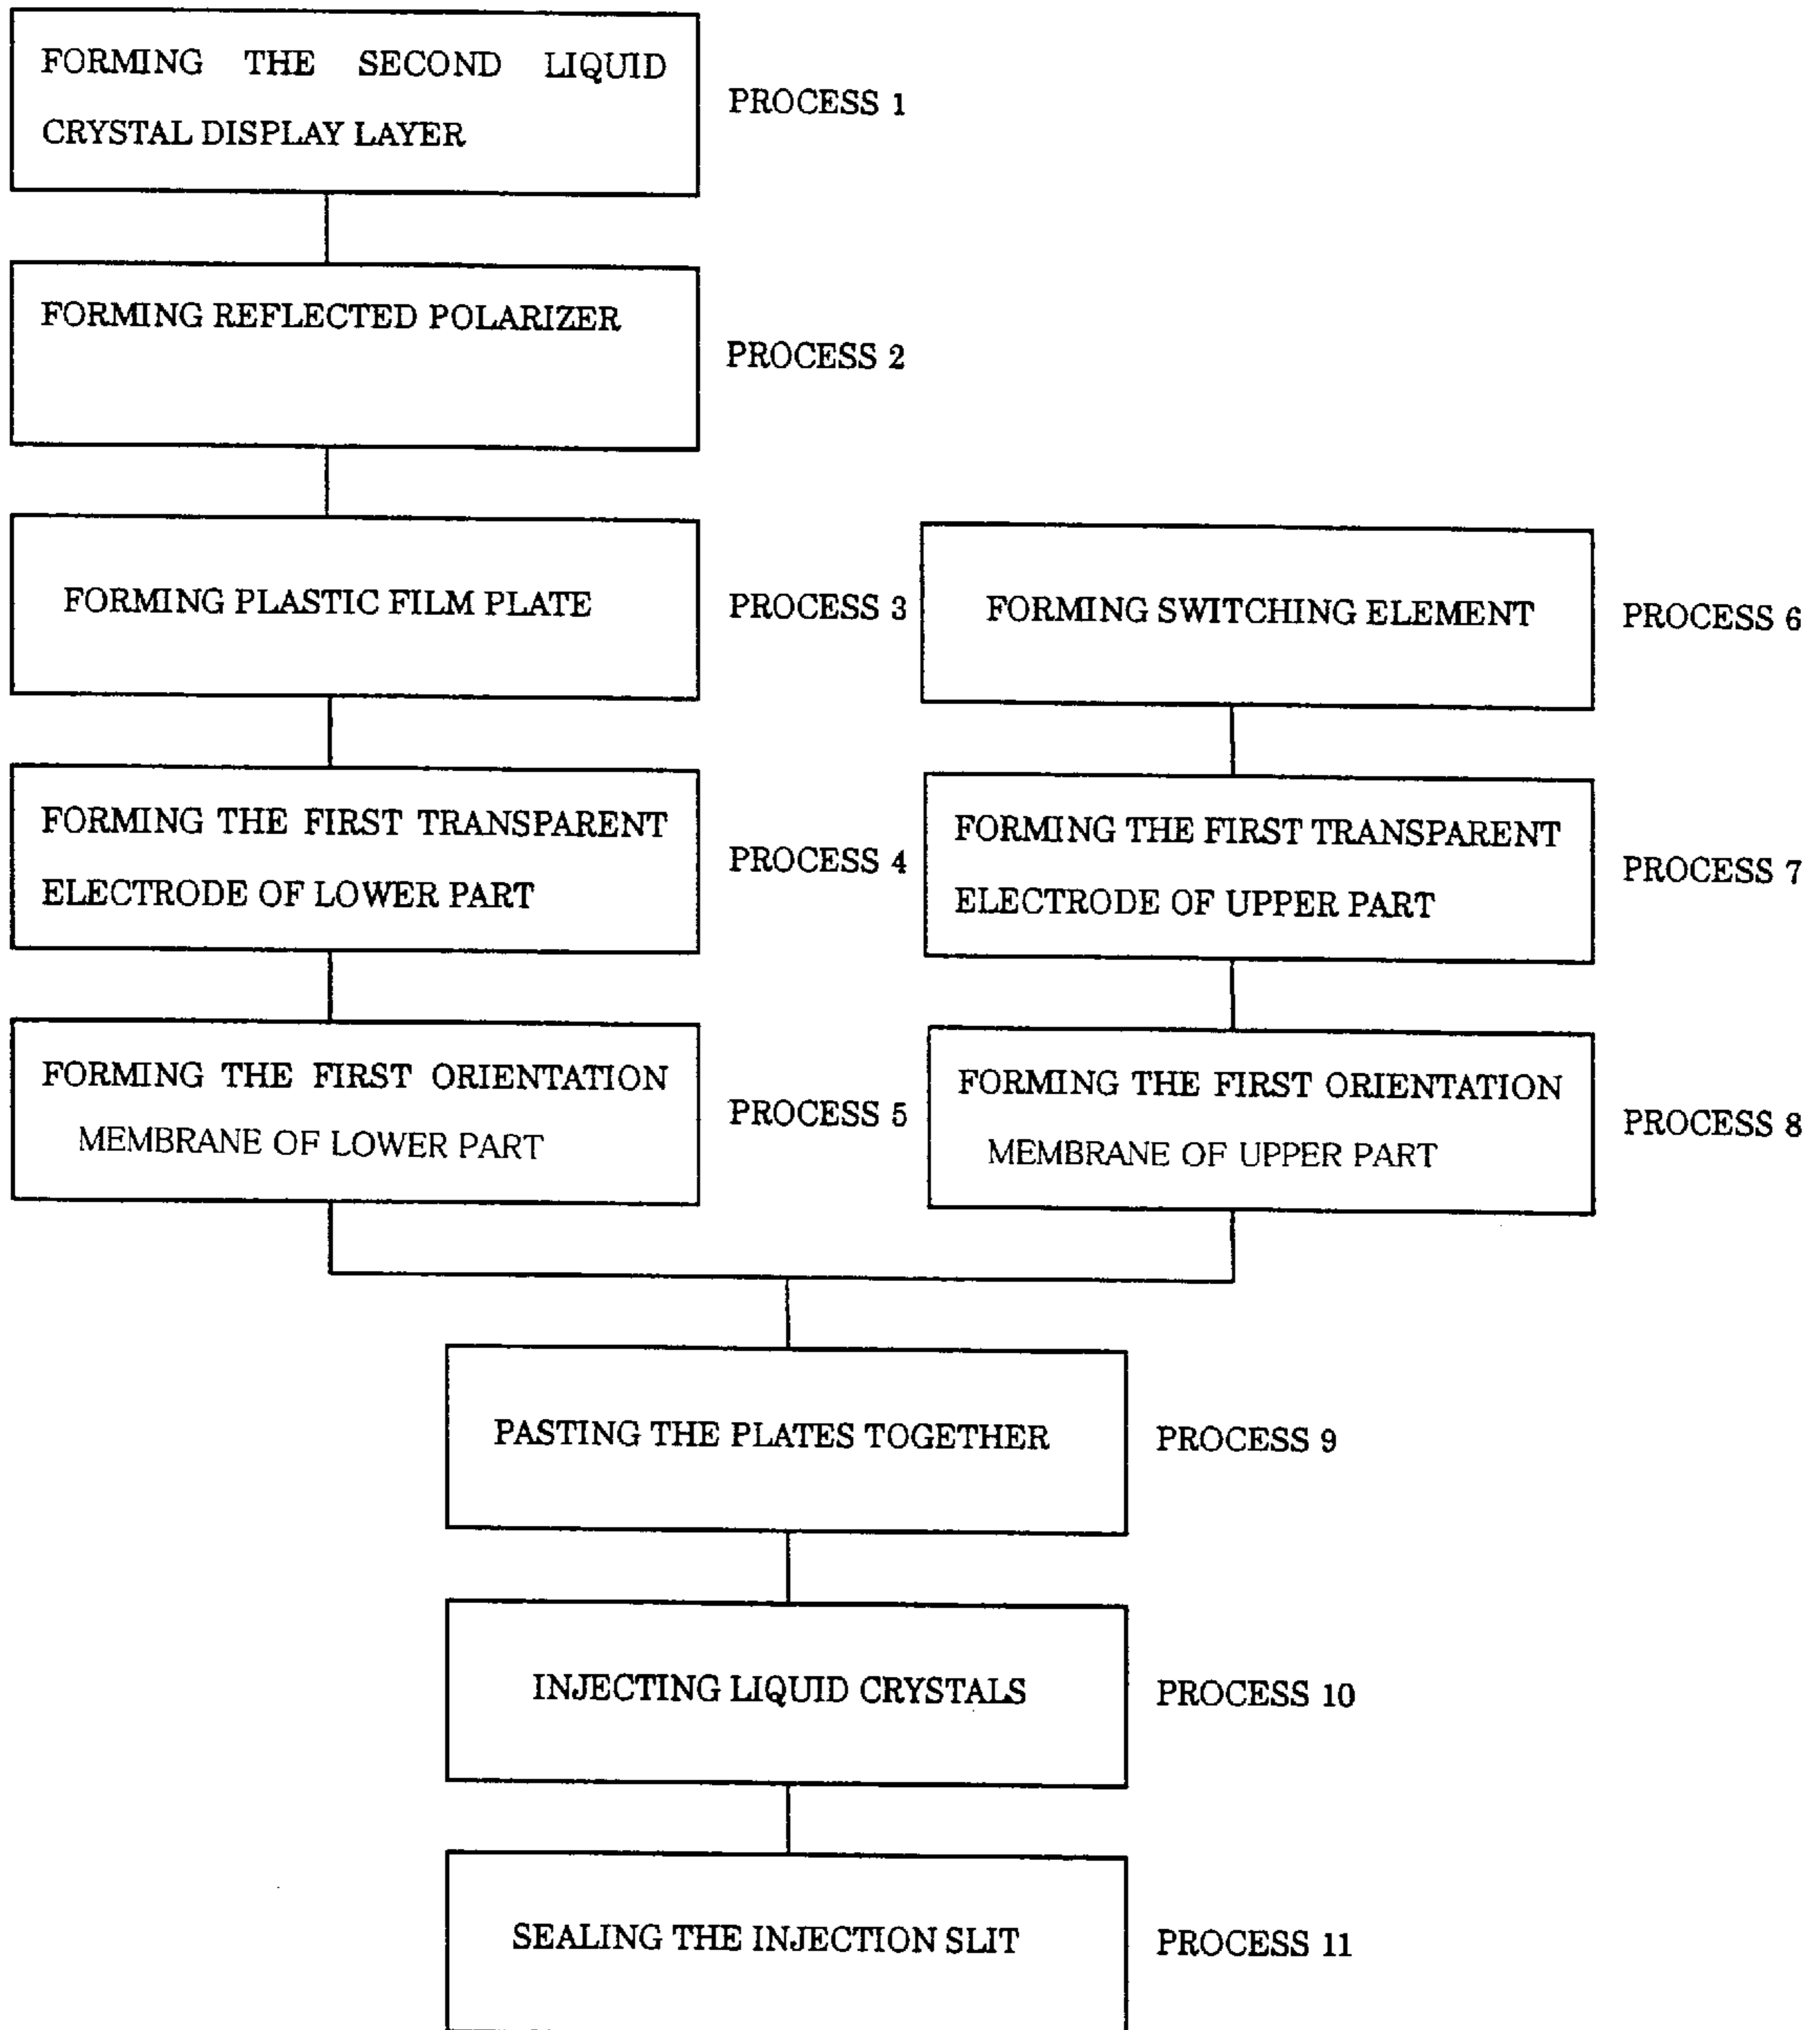 FORMING THE SECOND LIQUID
CRYSTAL DISPLAY LAYER
PROCESS 1
FORMING REFLECTED POLARIZER
PROCESS 2
FORMING PLASTIC FILM PLATE
PROCESS 3
FORMING THE FIRST TRANSPARENT
ELECTRODE OF LOWER PART
PROCESS 4
FORMING THE FIRST ORIENTATION
MEMBRANE OF LOWER PART
PROCESS 5
FORMING SWITCHING ELEMENT
PROCESS 6
FORMING THE FIRST TRANSPARENT
ELECTRODE OF UPPER PART
PROCESS 7
FORMING THE FIRST ORIENTATION
MEMBRANE OF UPPER PART
PROCESS 8
PASTING THE PLATES TOGETHER
PROCESS 9
INJECTING LIQUID CRYSTALS
PROCESS 10
SEALING THE INJECTION SLIT
PROCESS 11